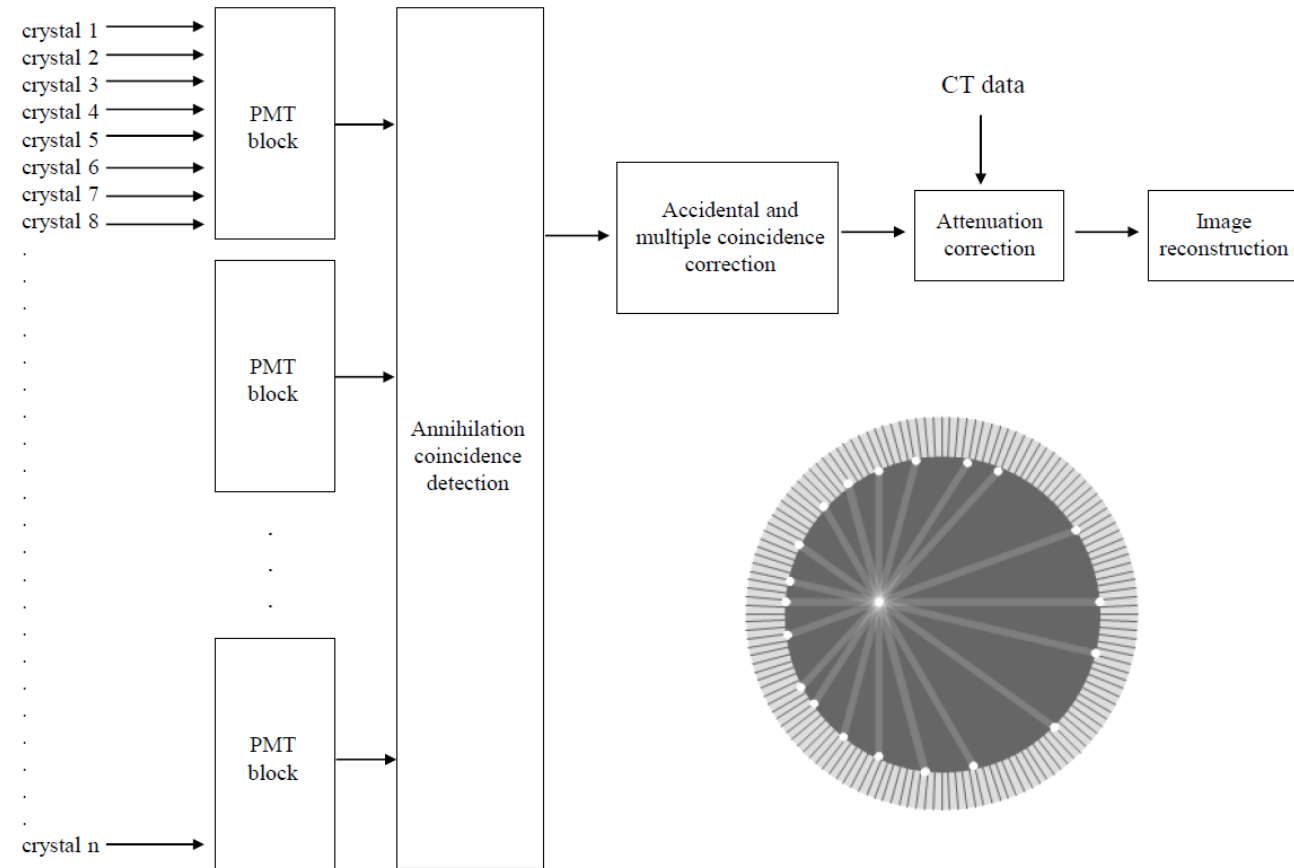 crystal 1
crystal 2
crystal 3
crystal 4
crystal 5
crystal 6
crystal 7
crystal 8
crystal n
PMT
block
PMT
block
PMT
block
Annihilation
coincidence
detection
Accidental and
multiple coincidence
correction
CT data
Attenuation
correction
Image
reconstruction